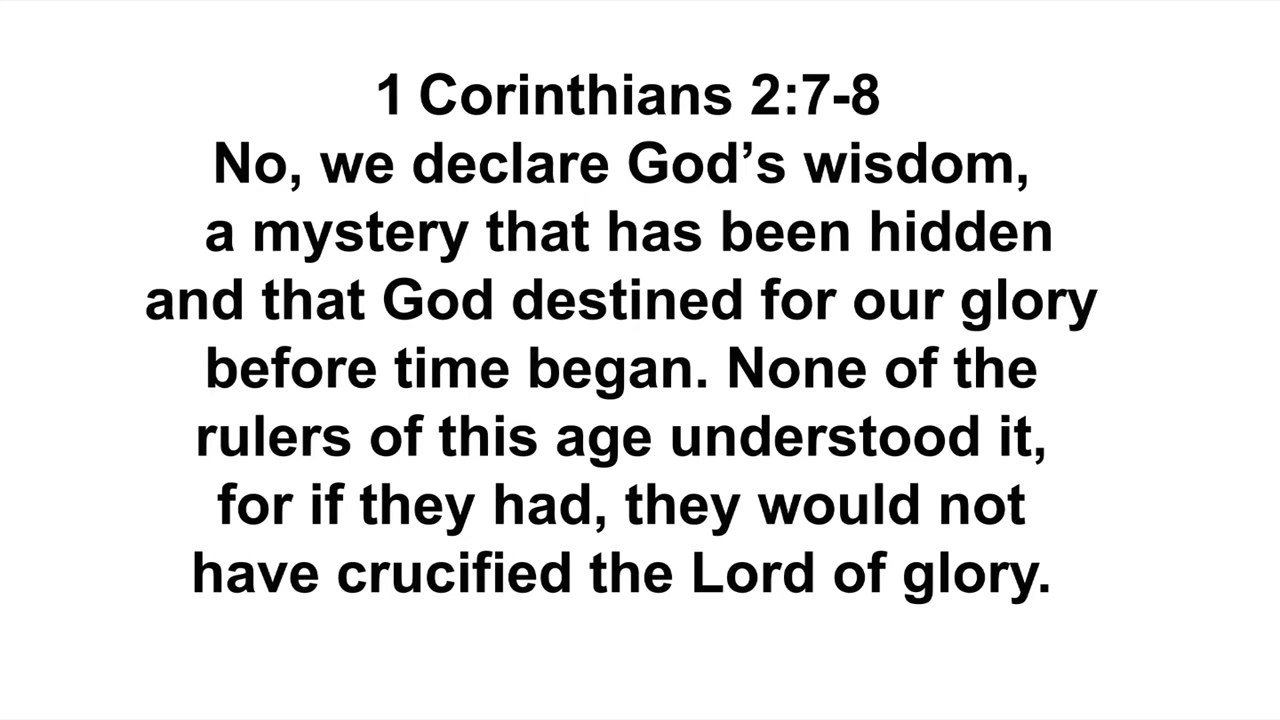 1 Corinthians 2:7-8
No, we declare God’s wisdom,
a mystery that has been hidden
and that God destined for our glory
before time began. None of the
rulers of this age understood it,
for if they had, they would not
have crucified the Lord of glory.